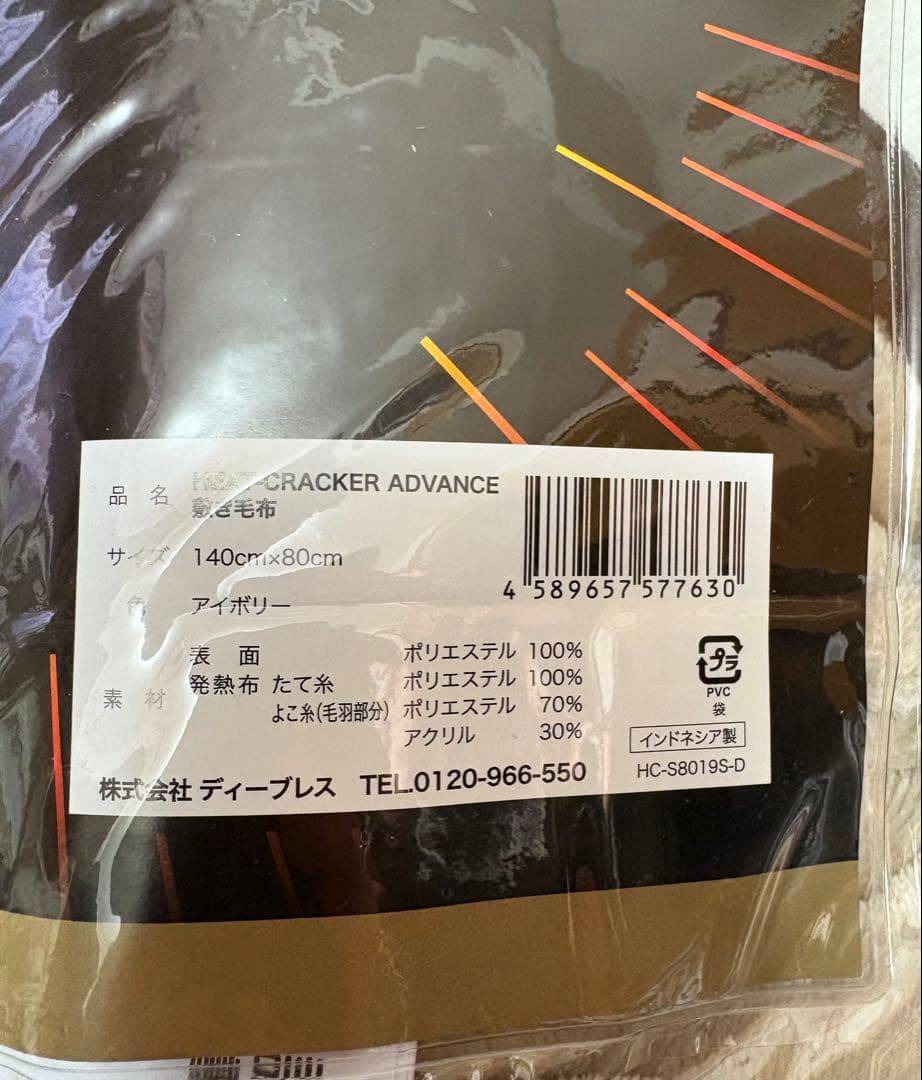 品 名 HEAT-CRACKER ADVANCE
敷き毛布
サイズ 140cm×80cm
色 アイボリー
素 材 表 面 ポリエステル 100%
発熱布 たて糸 ポリエステル 100%
よこ糸(毛羽部分) ポリエステル 70%
アクリル 30%
株式会社 ディーブレス TEL.0120-966-550
4 589657 577630
プラ
PVC
袋
インドネシア製
HC-S8019S-D